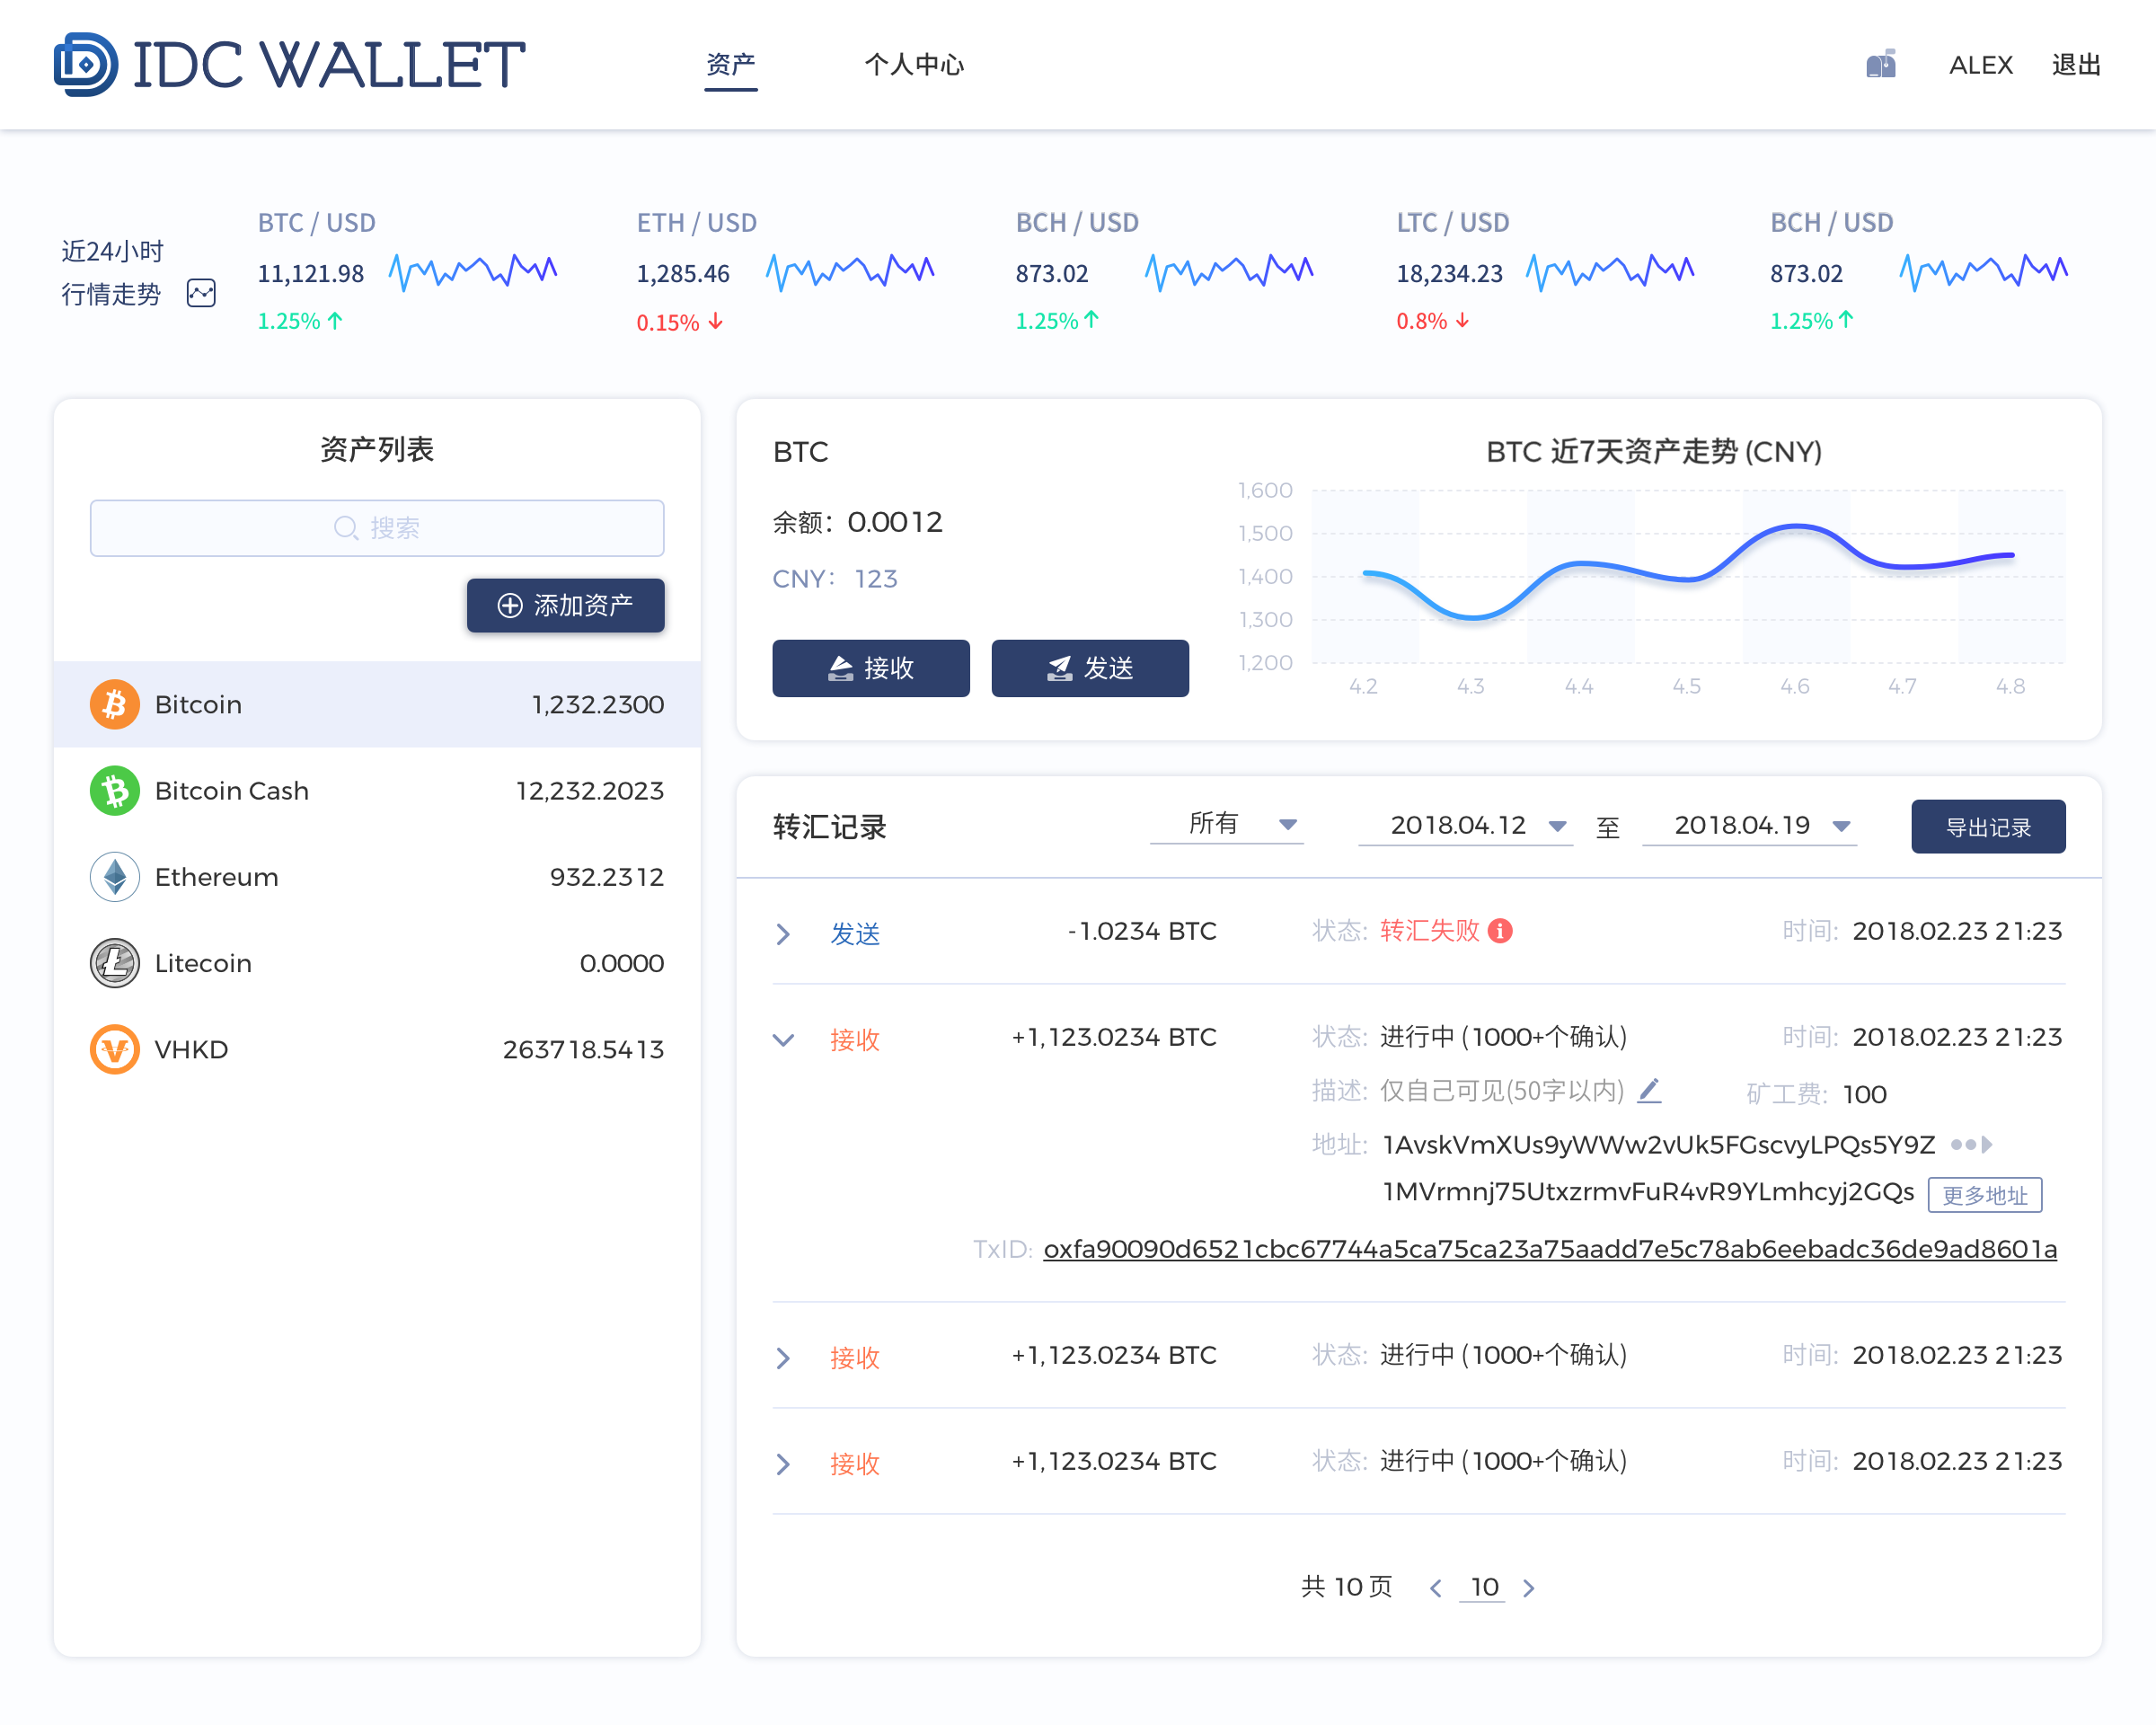 IDC WALLET
资产
个人中心
ALEX
退出
近24小时
行情走势
BTC / USD
11,121.98
1.25%
ETH / USD
1,285.46
0.15%
BCH / USD
873.02
1.25%
LTC / USD
18,234.23
0.8%
BCH / USD
873.02
1.25%
资产列表
搜索
添加资产
Bitcoin 1,232.2300
Bitcoin Cash 12,232.2023
Ethereum 932.2312
Litecoin 0.0000
VHKD 263718.5413
BTC
余额：0.0012
CNY： 123
接收
发送
BTC 近7天资产走势 (CNY)
1,600
1,500
1,400
1,300
1,200
4.2 4.3 4.4 4.5 4.6 4.7 4.8
转汇记录 所有 2018.04.12 至 2018.04.19 导出记录
发送 -1.0234 BTC 状态: 转汇失败 时间: 2018.02.23 21:23
接收 +1,123.0234 BTC 状态: 进行中 (1000+个确认) 时间: 2018.02.23 21:23
描述: 仅自己可见(50字以内) 矿工费: 100
地址: 1AvskVmXUs9yWWw2vUk5FGscvyLPQs5Y9Z
1MVrmnj75UtxzrmvFuR4vR9YLmhcyj2GQs 更多地址
TxID: oxfa90090d6521cbc67744a5ca75ca23a75aadd7e5c78ab6eebadc36de9ad8601a
接收 +1,123.0234 BTC 状态: 进行中 (1000+个确认) 时间: 2018.02.23 21:23
接收 +1,123.0234 BTC 状态: 进行中 (1000+个确认) 时间: 2018.02.23 21:23
共 10 页 10